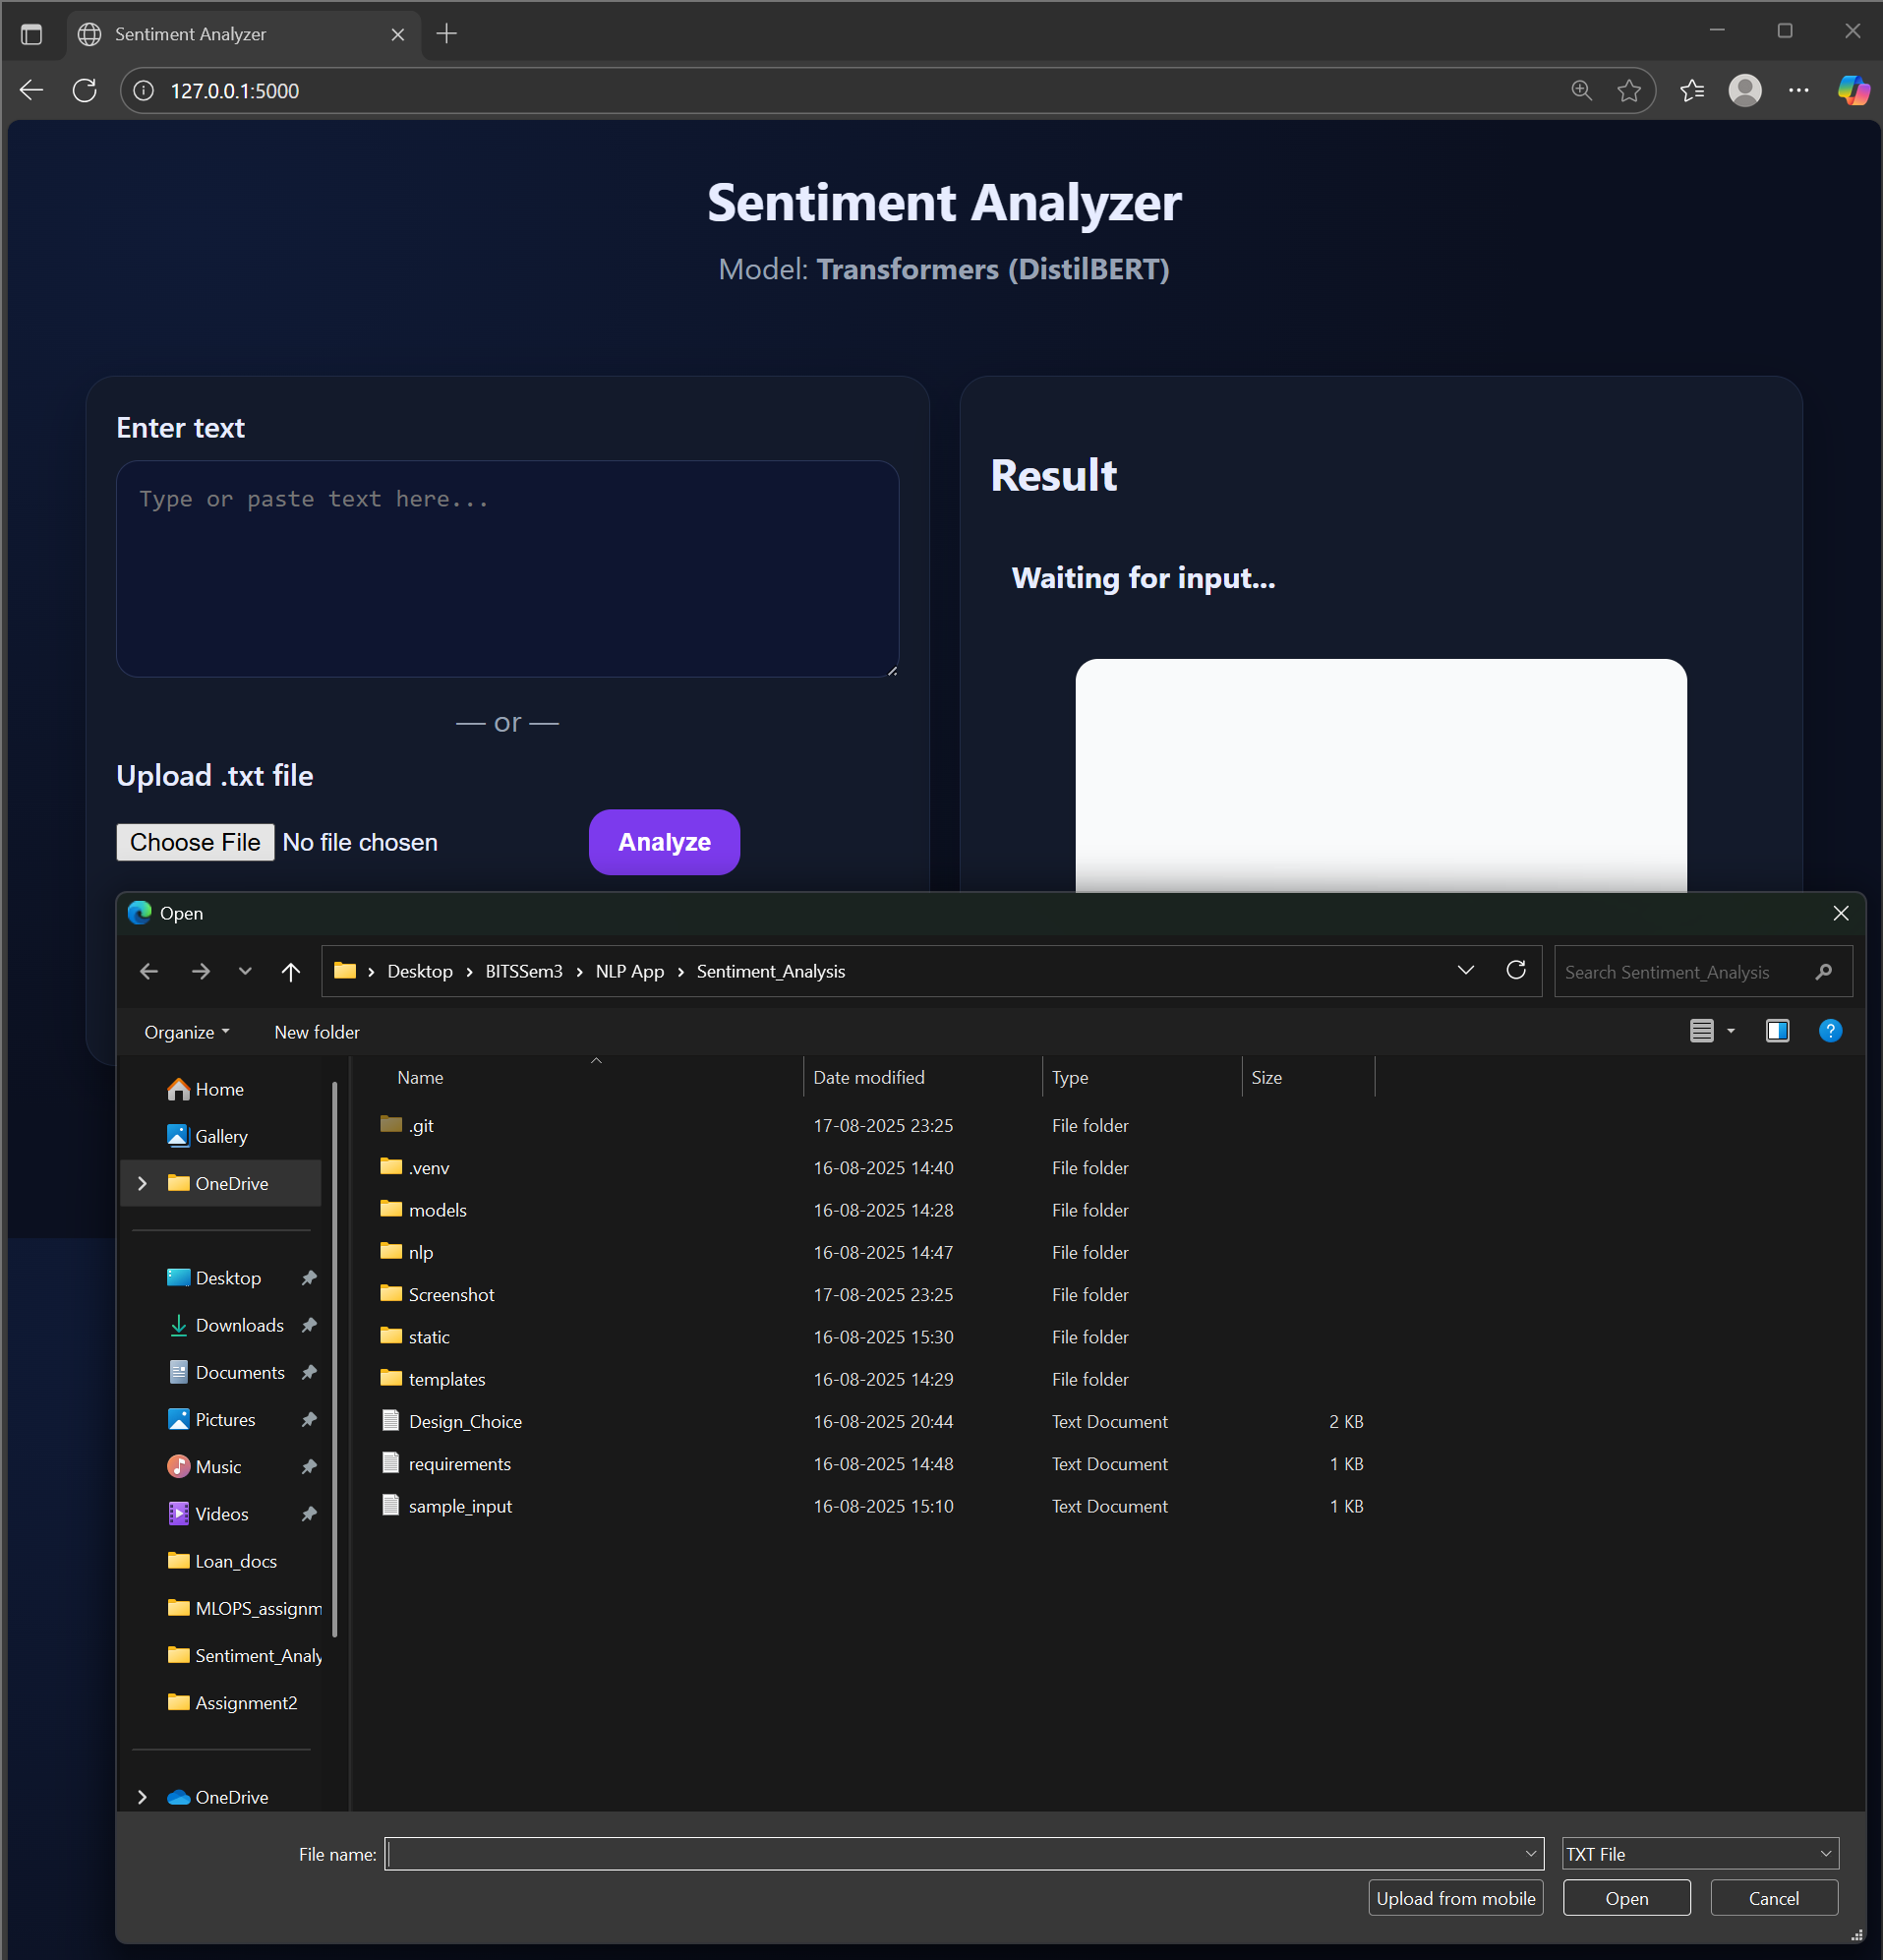 Sentiment Analyzer
127.0.0.1:5000
Sentiment Analyzer
Model: Transformers (DistilBERT)
Enter text
Type or paste text here...
— or —
Upload .txt file
Choose File No file chosen
Analyze
Result
Waiting for input...
Open
Desktop › BITSSem3 › NLP App › Sentiment_Analysis
Search Sentiment_Analysis
Organize New folder
Home
Gallery
OneDrive
Desktop
Downloads
Documents
Pictures
Music
Videos
Loan_docs
MLOPS_assignm
Sentiment_Analy
Assignment2
OneDrive
Name Date modified Type Size
.git 17-08-2025 23:25 File folder
.venv 16-08-2025 14:40 File folder
models 16-08-2025 14:28 File folder
nlp 16-08-2025 14:47 File folder
Screenshot 17-08-2025 23:25 File folder
static 16-08-2025 15:30 File folder
templates 16-08-2025 14:29 File folder
Design_Choice 16-08-2025 20:44 Text Document 2 KB
requirements 16-08-2025 14:48 Text Document 1 KB
sample_input 16-08-2025 15:10 Text Document 1 KB
File name: TXT File
Upload from mobile Open Cancel